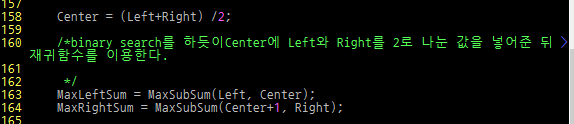 157
158 Center = (Left+Right) /2;
159
160 /*binary search를 하듯이Center에 Left와 Right를 2로 나눈 값을 넣어준 뒤 >
재귀함수를 이용한다.
161
162 */
163 MaxLeftSum = MaxSubSum(Left, Center);
164 MaxRightSum = MaxSubSum(Center+1, Right);
165